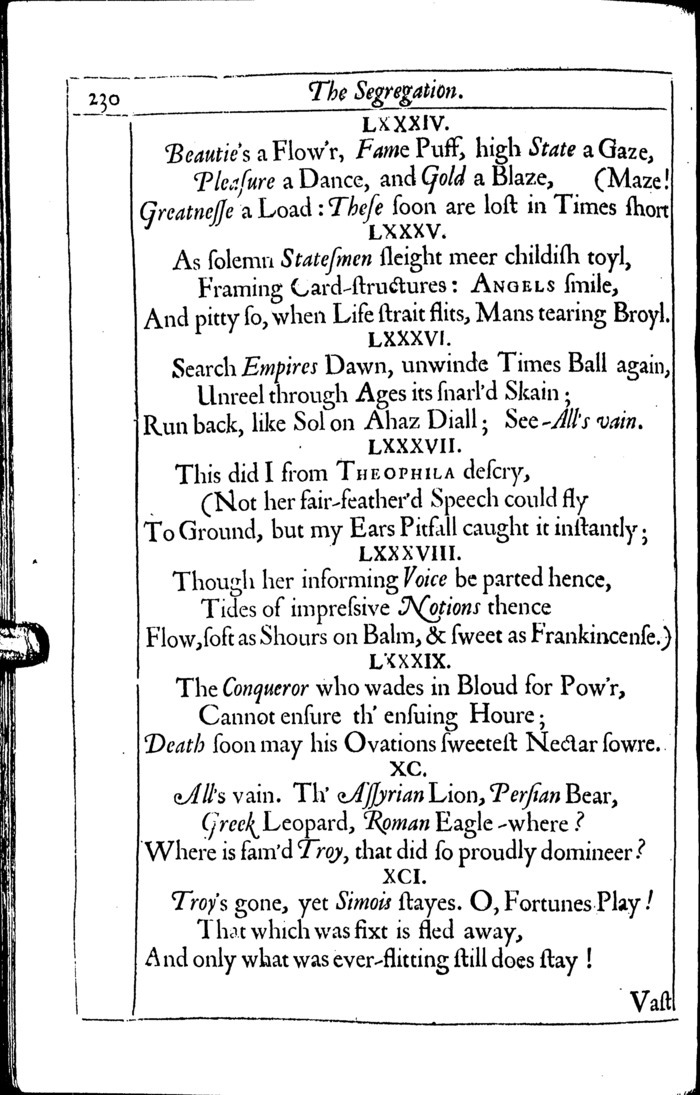 230
The Segregation.
LXXXIV.
Beautie's a Flow'r, Fame Puff, high State a Gaze,
Pleaſure a Dance, and Gold a Blaze, (Maze!
Greatneſſe a Load : Theſe ſoon are loſt in Times ſhort
LXXXV.
As ſolemn Stateſmen ſleight meer childiſh toyl,
Framing Card-ſtructures : ANGELS ſmile,
And pitty ſo, when Life ſtrait flits, Mans tearing Broyl.
LXXXVI.
Search Empires Dawn, unwinde Times Ball again,
Unreel through Ages its ſnarl'd Skain ;
Run back, like Sol on Ahaz Diall ; See-All's vain.
LXXXVII.
This did I from THEOPHILA deſcry,
(Not her fair-feather'd Speech could fly
To Ground, but my Ears Pitfall caught it inſtantly ;
LXXXVIII.
Though her informing Voice be parted hence,
Tides of impreſsive Notions thence
Flow, ſoft as Shours on Balm, & ſweet as Frankincenſe.)
LXXXIX.
The Conqueror who wades in Bloud for Pow'r,
Cannot enſure th' enſuing Houre ;
Death ſoon may his Ovations ſweeteſt Nectar ſowre.
XC.
All's vain. Th' Aſſyrian Lion, Perſian Bear,
Greek Leopard, Roman Eagle-where ?
Where is fam'd Troy, that did ſo proudly domineer ?
XCI.
Troy's gone, yet Simois ſtayes. O, Fortunes Play !
That which was fixt is fled away,
And only what was ever-flitting ſtill does ſtay !
Vaſt